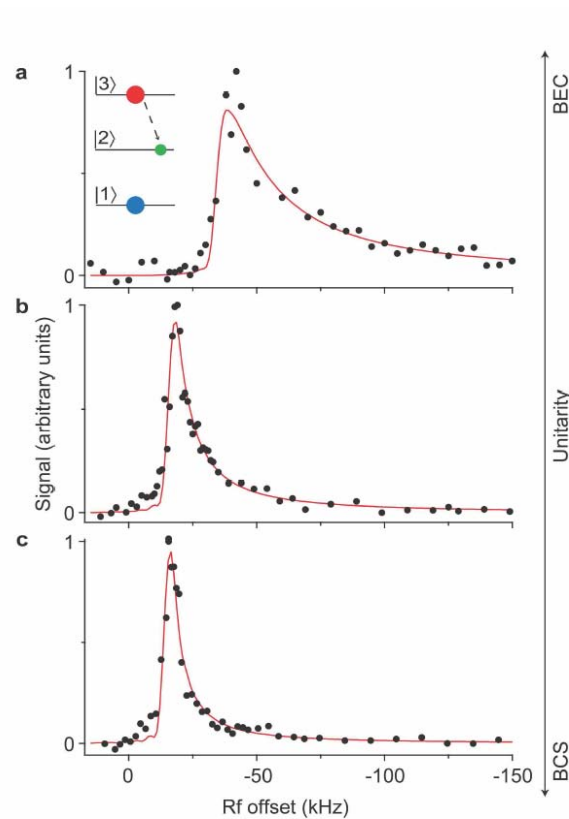 a
1
0
|3⟩
|2⟩
|1⟩
b
1
0
c
1
0
Signal (arbitrary units)
0
-50
-100
-150
Rf offset (kHz)
BEC
Unitarity
BCS